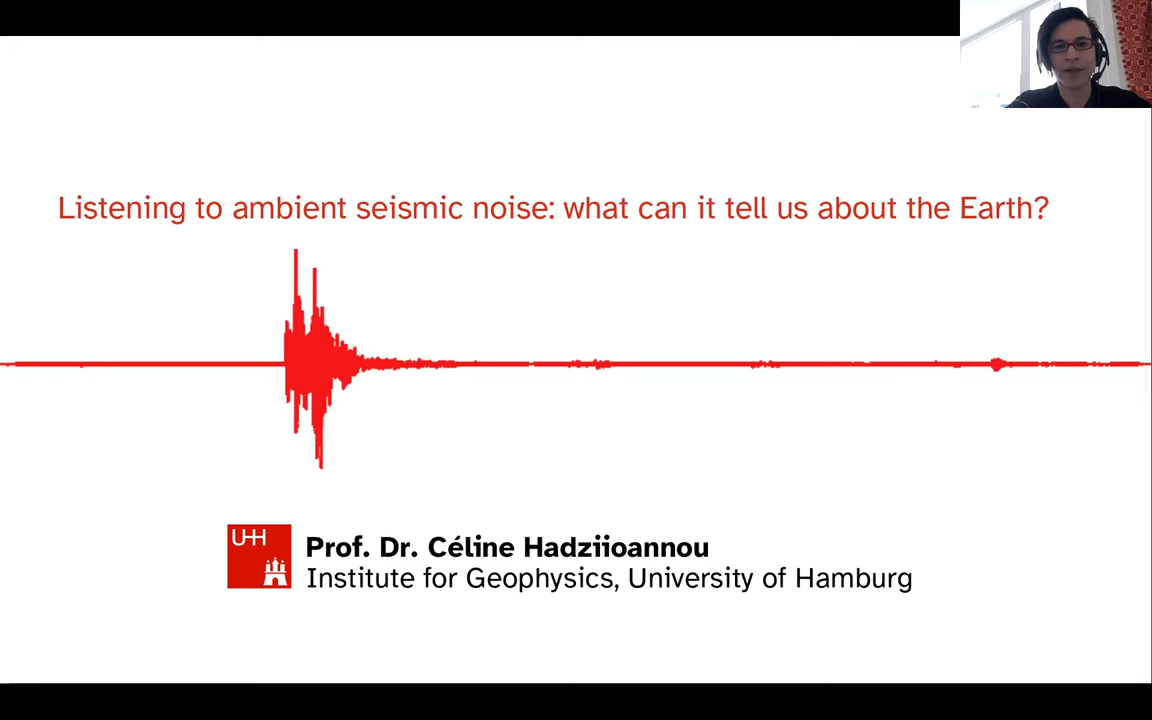 Listening to ambient seismic noise: what can it tell us about the Earth?
UHH
Prof. Dr. Céline Hadziioannou
Institute for Geophysics, University of Hamburg